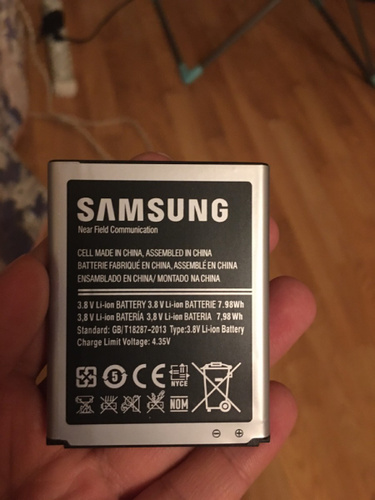 SAMSUNG
Near Field Communication
CELL MADE IN CHINA, ASSEMBLED IN CHINA
BATTERIE FABRIQUÉ EN CHINA, ASSEMBLÉ EN CHINA
ENSAMBLADO EN CHINA/ MONTADO NA CHINA
3.8 V Li-ion BATTERY 3.8 V Li-ion BATTERIE 7.98Wh
3,8 V Li-ion BATERÍA 3,8 V Li-ion BATERIA 7,98 Wh
Standard: GB/T18287-2013 Type:3.8V Li-ion Battery
Charge Limit Voltage: 4.35V
5 CE NYCE
NOM
⊖ ⊕